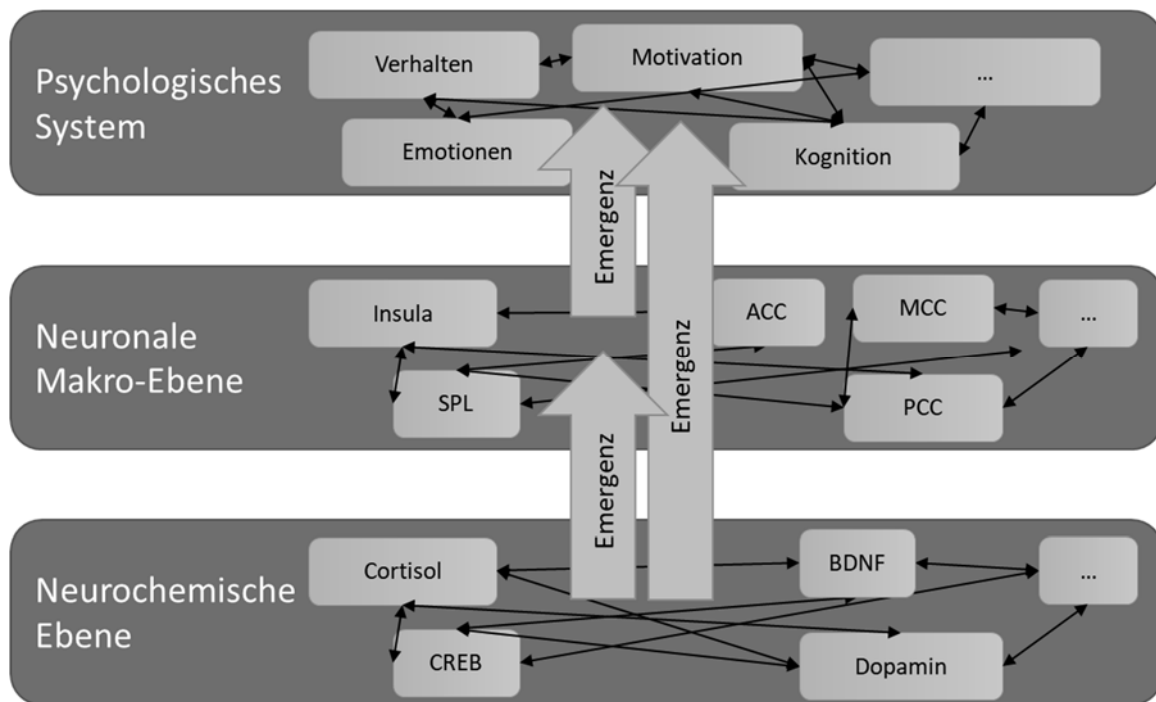 Psychologisches
System
Verhalten
Motivation
...
Emotionen
Kognition
Emergenz
Emergenz
Neuronale
Makro-Ebene
Insula
ACC
MCC
...
SPL
PCC
Emergenz
Neurochemische
Ebene
Cortisol
BDNF
...
CREB
Dopamin